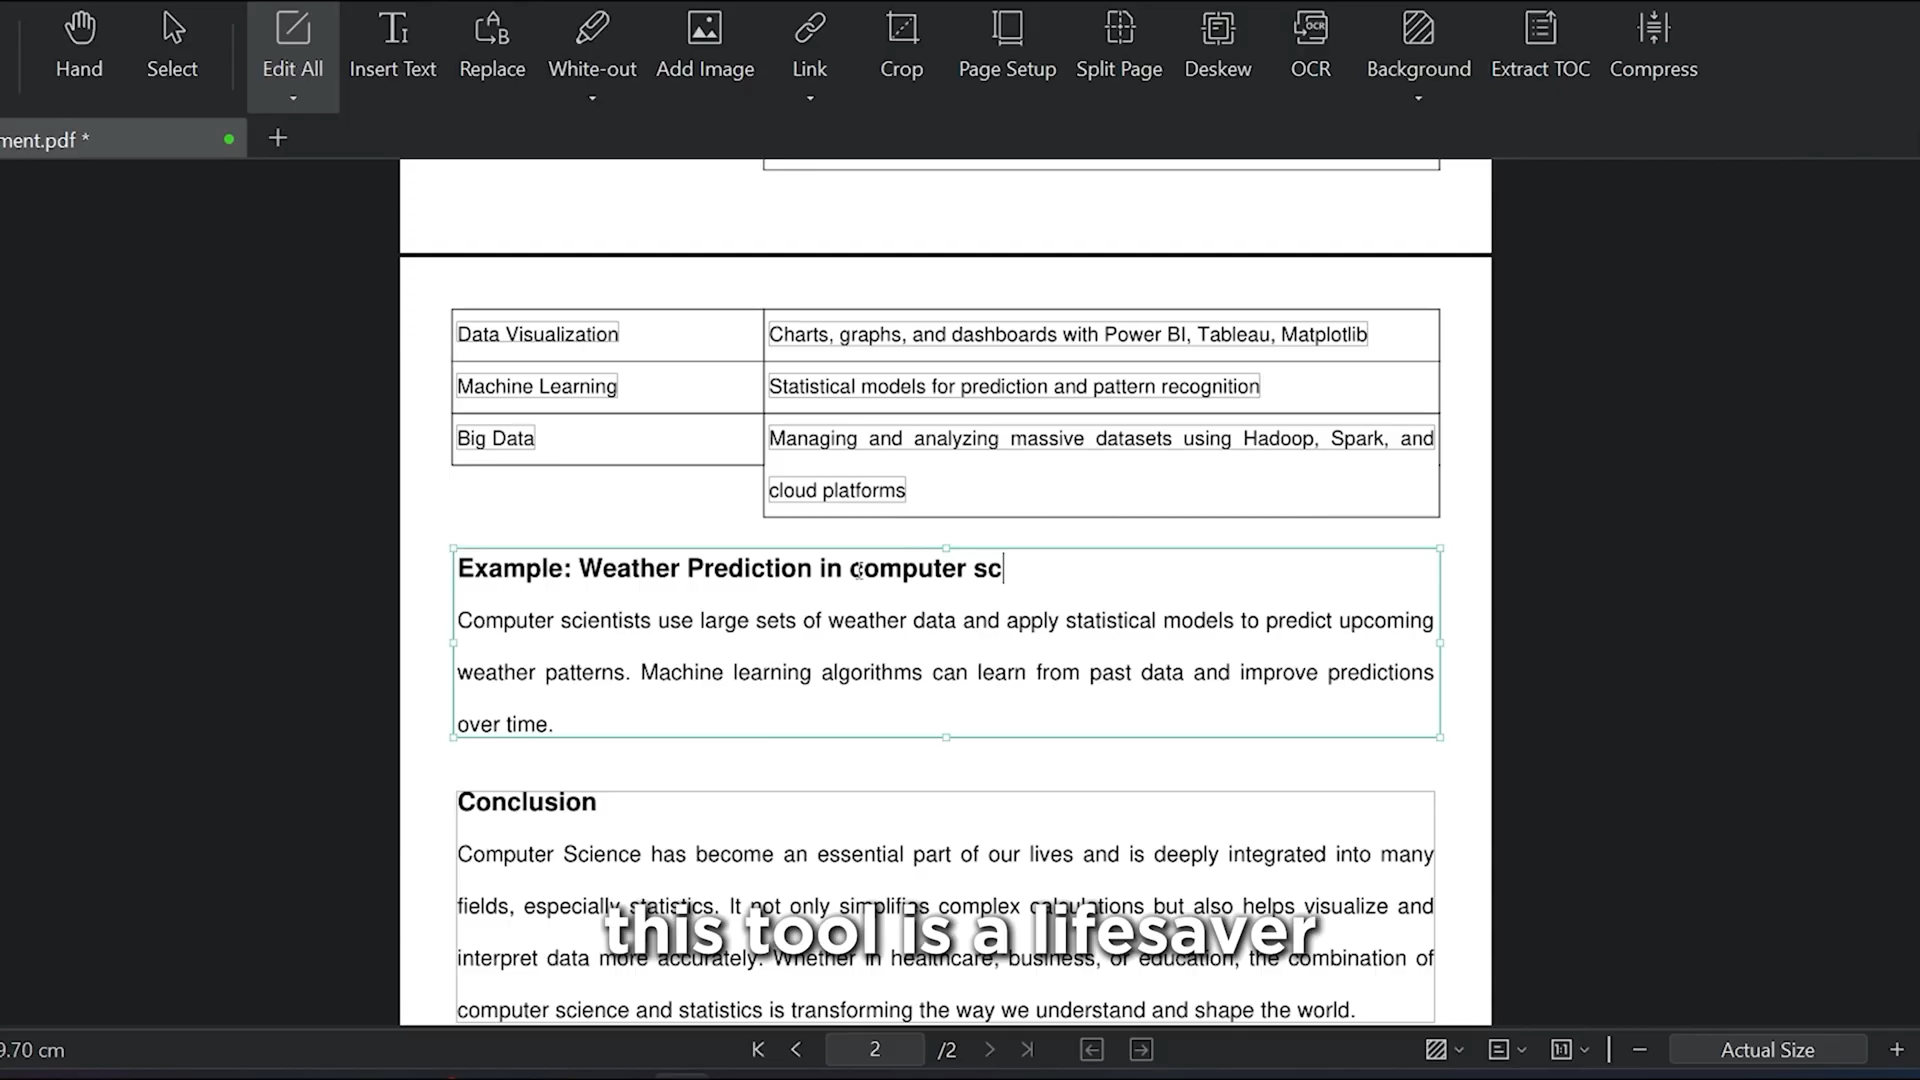 Hand
Select
Edit All
Insert Text
Replace
White-out
Add Image
Link
Crop
Page Setup
Split Page
Deskew
OCR
Background
Extract TOC
Compress
ment.pdf *
Data Visualization
Charts, graphs, and dashboards with Power BI, Tableau, Matplotlib
Machine Learning
Statistical models for prediction and pattern recognition
Big Data
Managing and analyzing massive datasets using Hadoop, Spark, and
cloud platforms
Example: Weather Prediction in computer sc
Computer scientists use large sets of weather data and apply statistical models to predict upcoming
weather patterns. Machine learning algorithms can learn from past data and improve predictions
over time.
Conclusion
Computer Science has become an essential part of our lives and is deeply integrated into many
fields, especially statistics. It not only simplifies complex calculations but also helps visualize and
this tool is a lifesaver
interpret data more accurately. Whether in healthcare, business, or education, the combination of
computer science and statistics is transforming the way we understand and shape the world.
9.70 cm
2
/2
1:1
Actual Size